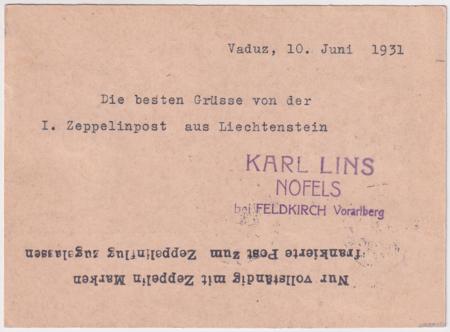 Vaduz, 10. Juni 1931
Die besten Grüsse von der
I. Zeppelinpost aus Liechtenstein
KARL LINS
NOFELS
bei FELDKIRCH Vorarlberg
Nur vollständig mit Zeppelin Marken
frankierte Post zum Zeppelinflug zugelassen